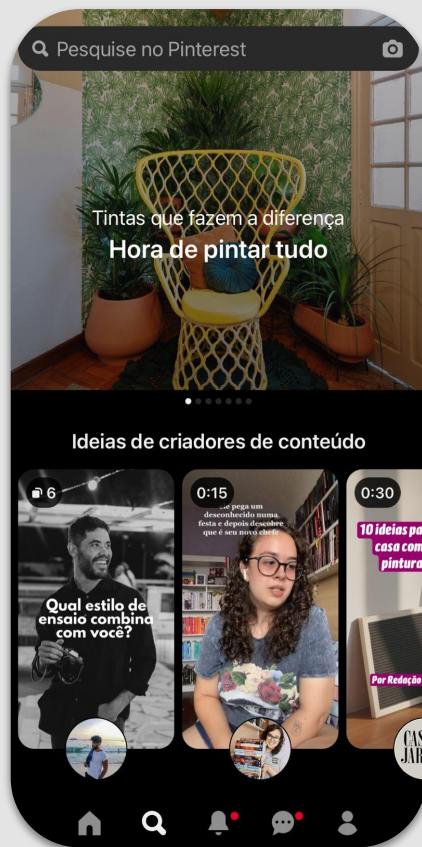 Pesquise no Pinterest
Tintas que fazem a diferença
Hora de pintar tudo
Ideias de criadores de conteúdo
6
Qual estilo de
ensaio combina
com você?
0:15
pega um
desconhecido numa
festa e depois descobre
que é seu novo chefe
0:30
10 ideias pa
casa com
pintura
Por Redação
CAS
JAR